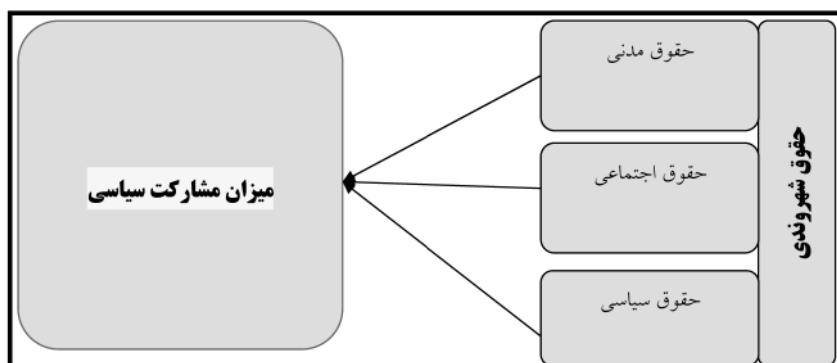 حقوق شهروندی
حقوق مدنی
حقوق اجتماعی
حقوق سیاسی
میزان مشارکت سیاسی